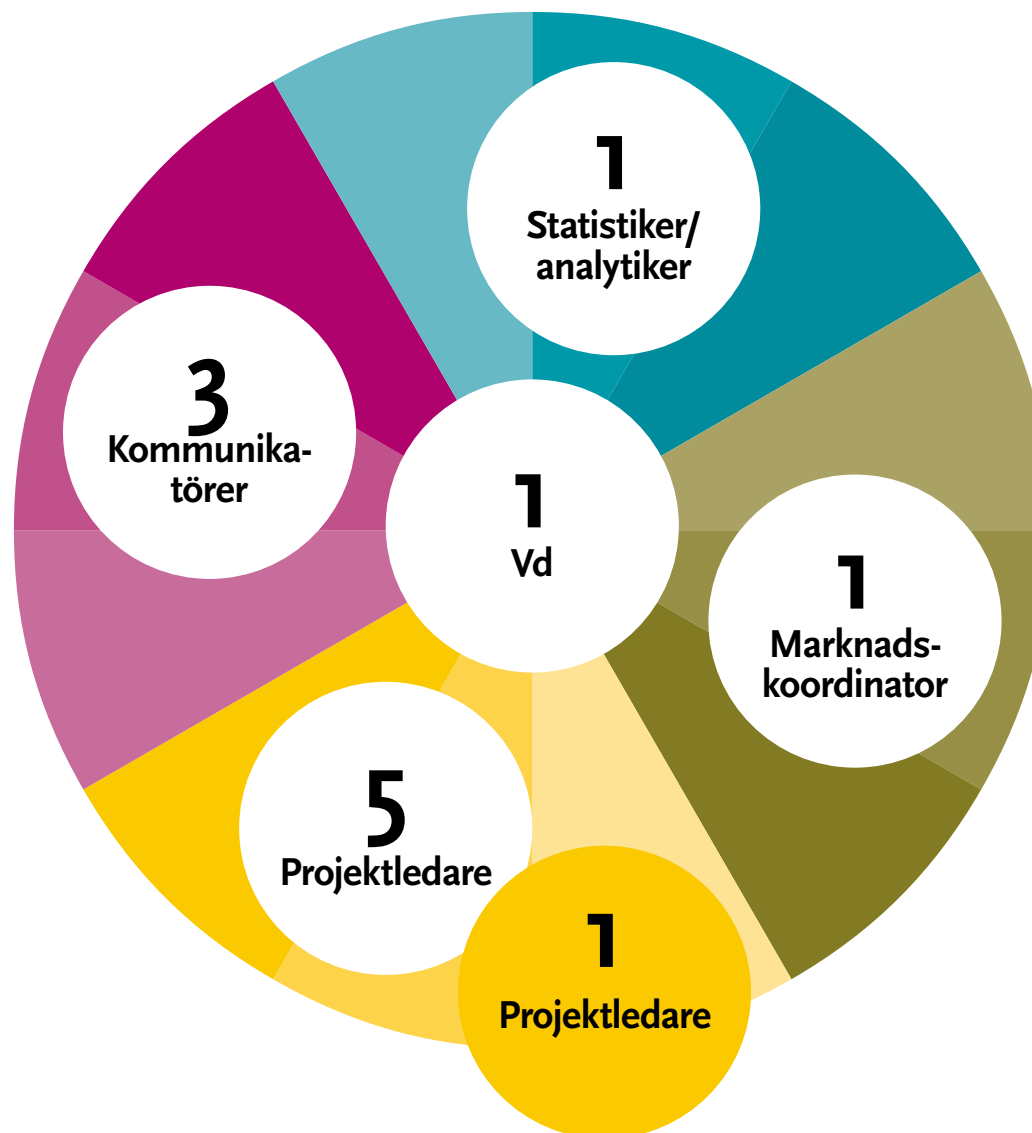 1
Statistiker/
analytiker
3
Kommunika-
törer
1
Vd
1
Marknads-
koordinator
5
Projektledare
1
Projektledare